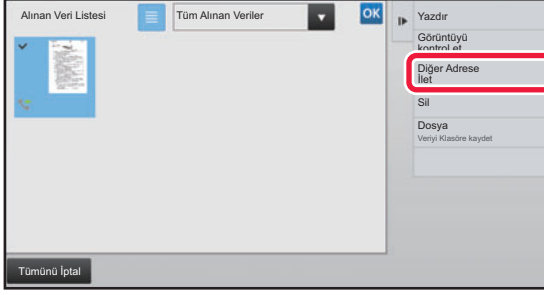 Alınan Veri Listesi
Tüm Alınan Veriler
OK
Yazdır
Görüntüyü
kontrol et
Diğer Adrese
İlet
Sil
Dosya
Veriyi Klasöre kaydet
Tümünü İptal